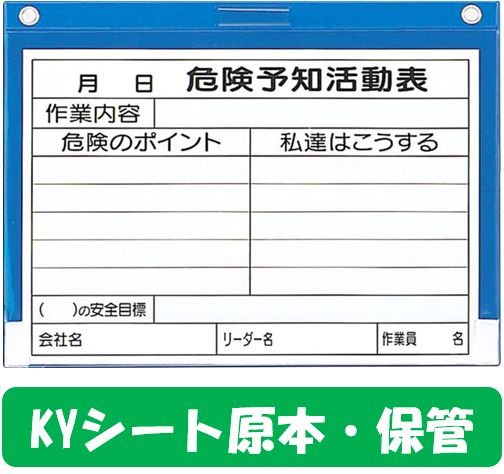 月　日　危険予知活動表
作業内容
危険のポイント　私達はこうする
(　)の安全目標
会社名　リーダー名　作業員　名
KYシート原本・保管